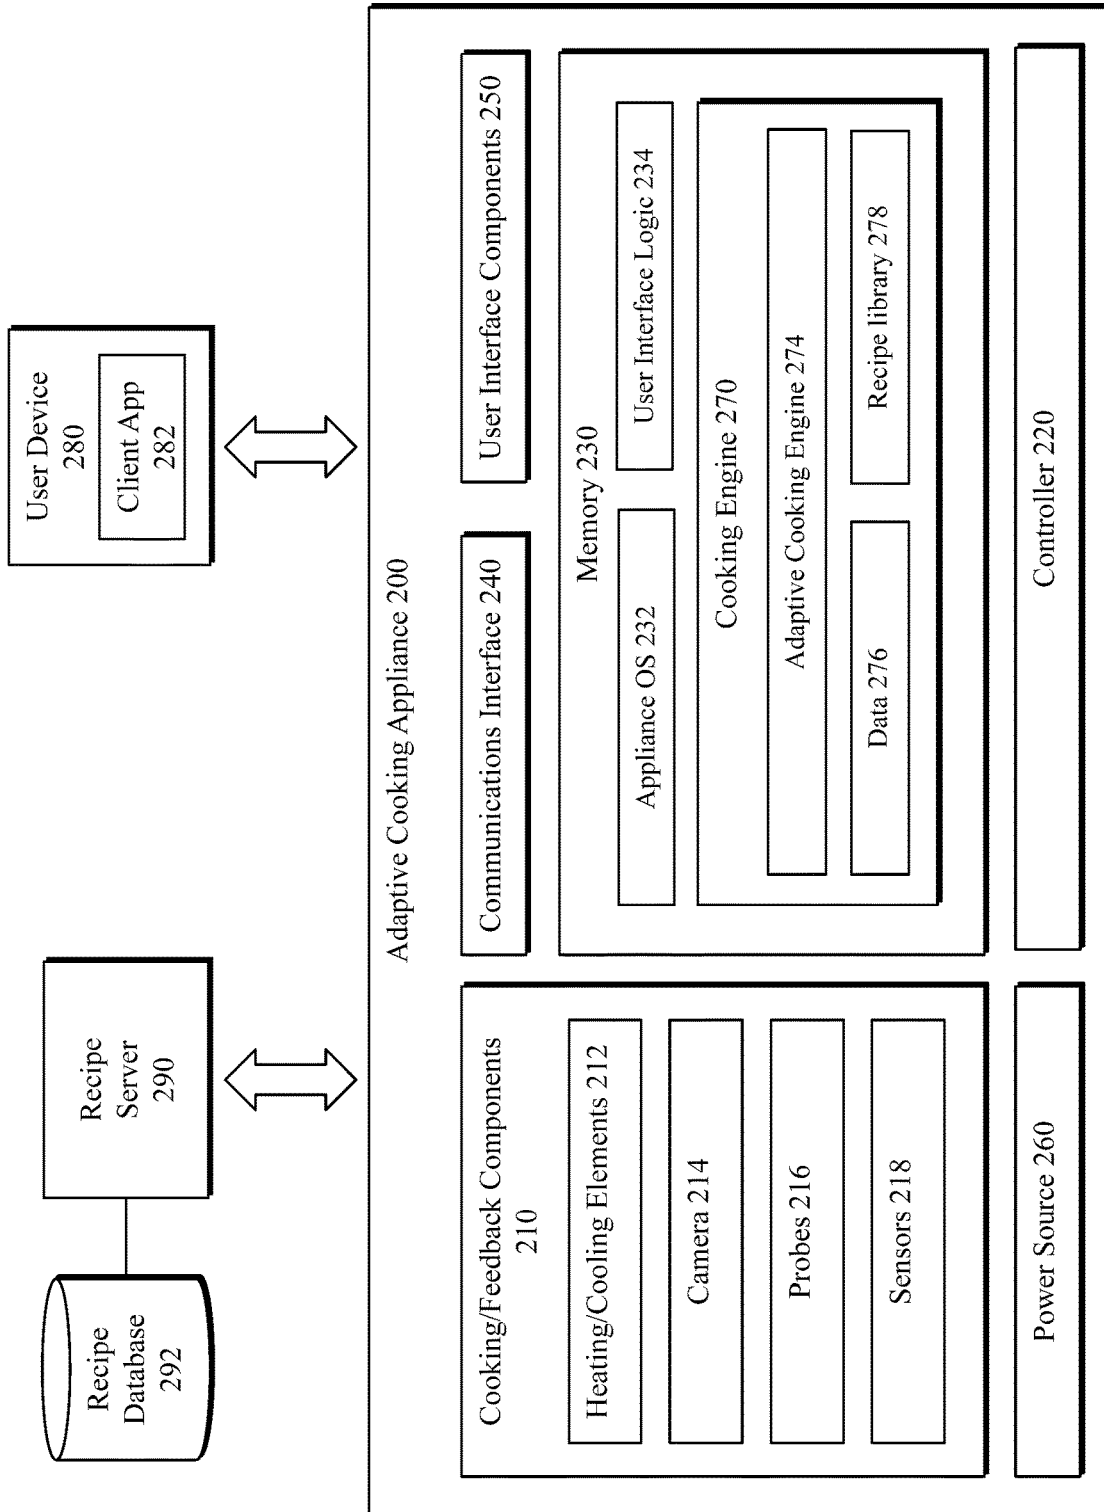 Recipe
Database
292
Recipe
Server
290
User Device
280
Client App
282
Adaptive Cooking Appliance 200
Cooking/Feedback Components
210
Heating/Cooling Elements 212
Camera 214
Probes 216
Sensors 218
Communications Interface 240
User Interface Components 250
Memory 230
Appliance OS 232
User Interface Logic 234
Cooking Engine 270
Adaptive Cooking Engine 274
Data 276
Recipe library 278
Power Source 260
Controller 220